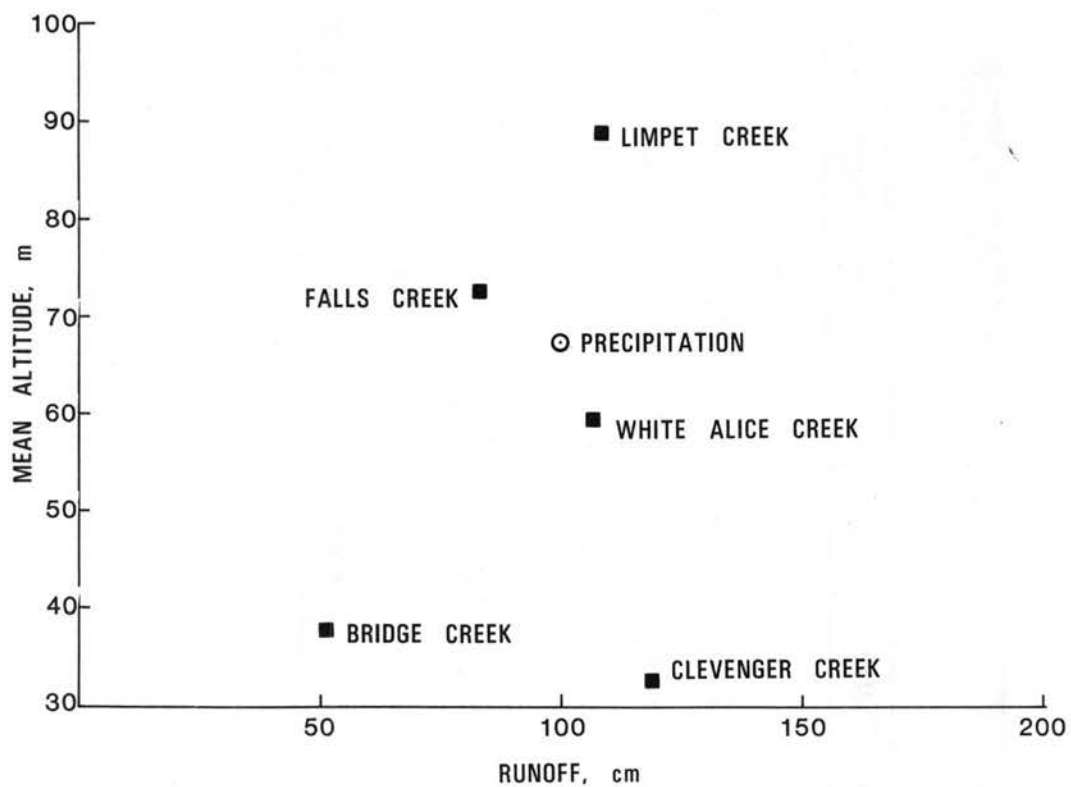 100
90
80
70
60
50
40
30
MEAN ALTITUDE, m
LIMPET CREEK
FALLS CREEK
PRECIPITATION
WHITE ALICE CREEK
BRIDGE CREEK
CLEVENGER CREEK
50 100 150 200
RUNOFF, cm